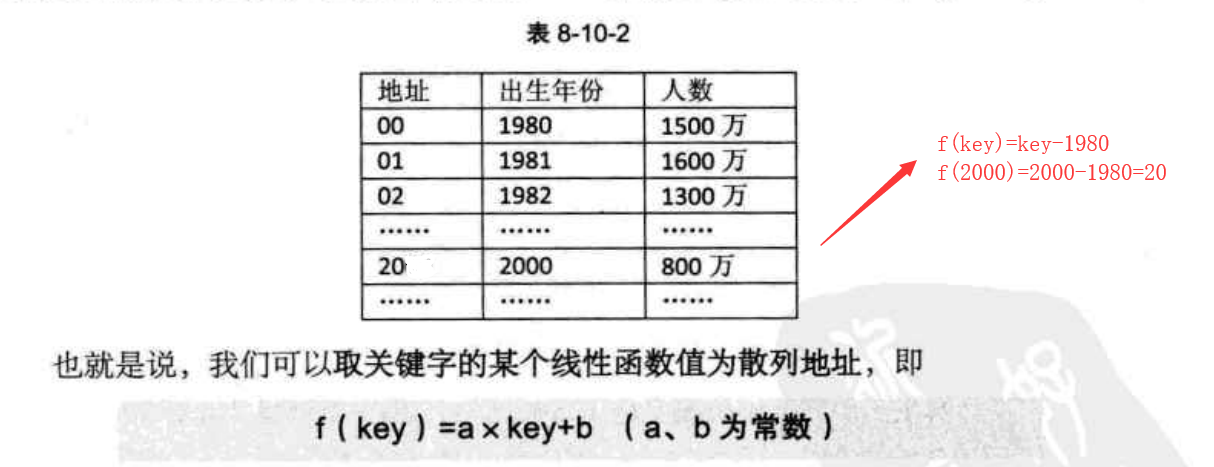 表 8-10-2
地址 出生年份 人数
00 1980 1500 万
01 1981 1600 万
02 1982 1300 万
…… …… ……
20 2000 800 万
…… …… ……
f(key)=key-1980
f(2000)=2000-1980=20
也就是说，我们可以取关键字的某个线性函数值为散列地址，即
f ( key ) =a×key+b （ a、b 为常数 ）